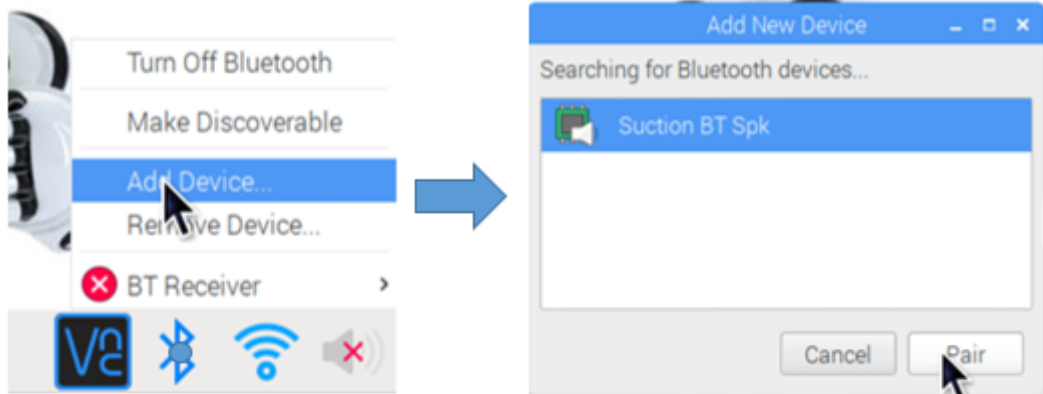 Turn Off Bluetooth
Make Discoverable
Add Device...
Remove Device...
BT Receiver
VNC
Add New Device
Searching for Bluetooth devices...
Suction BT Spk
Cancel
Pair